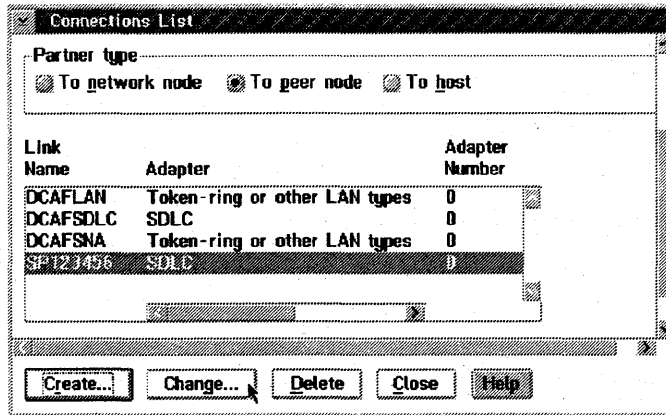 Connections List
Partner type
To network node To peer node To host
Link Adapter
Name Adapter Number
DCAFLAN Token-ring or other LAN types 0
DCAFSDLC SDLC 0
DCAFSNA Token-ring or other LAN types 0
SP123456 SDLC 0
Create... Change... Delete Close Help